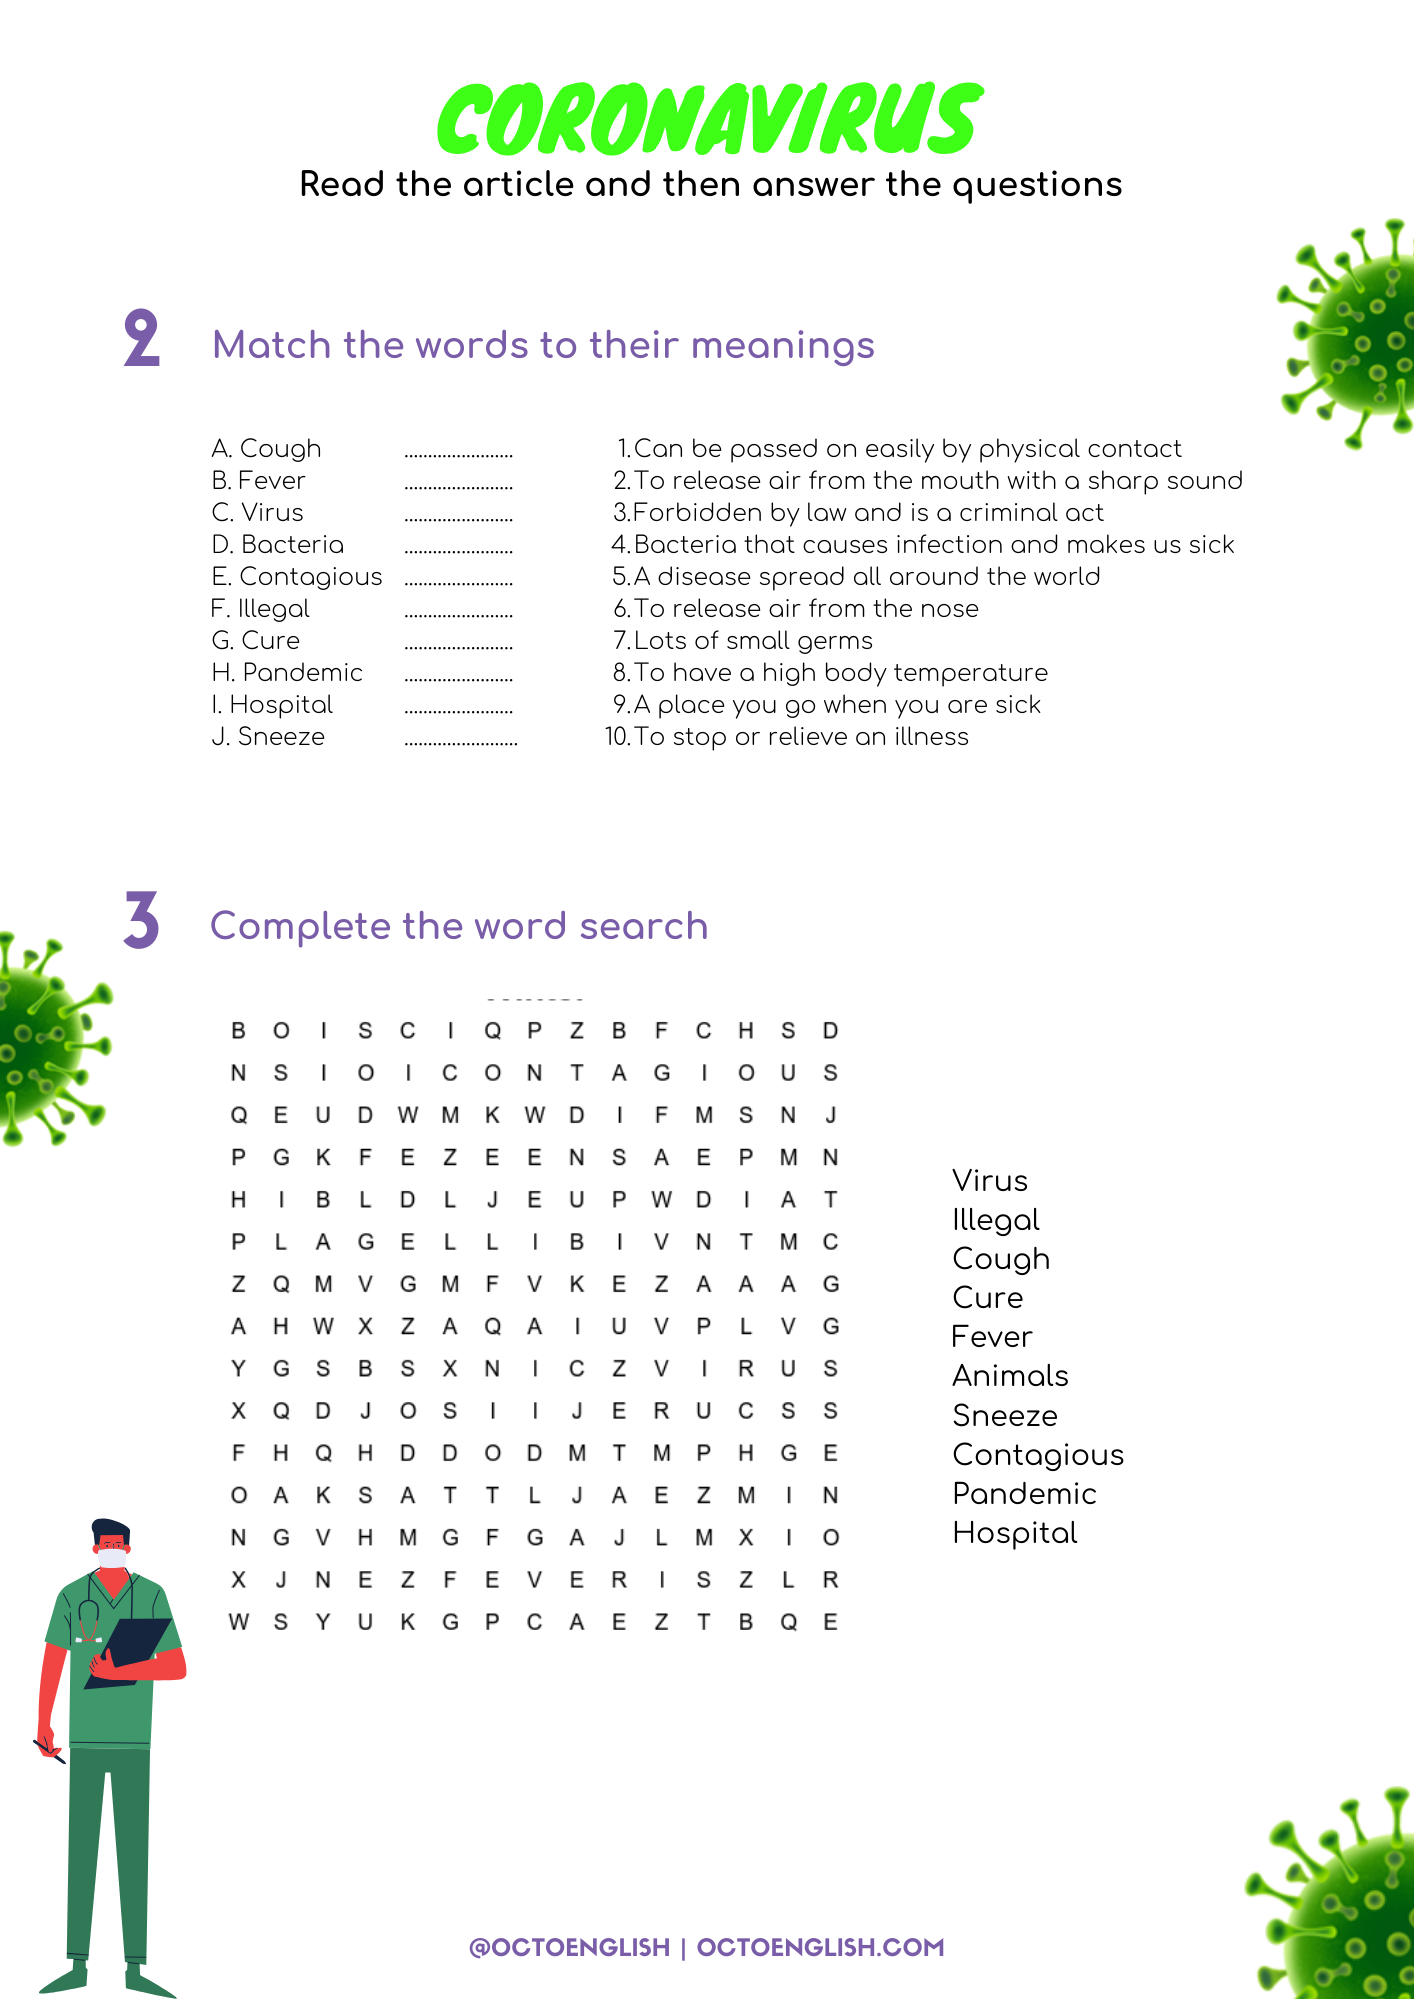 CORONAVIRUS
Read the article and then answer the questions
2 Match the words to their meanings
A. Cough ....................... 1. Can be passed on easily by physical contact
B. Fever ....................... 2. To release air from the mouth with a sharp sound
C. Virus ....................... 3. Forbidden by law and is a criminal act
D. Bacteria ....................... 4. Bacteria that causes infection and makes us sick
E. Contagious ....................... 5. A disease spread all around the world
F. Illegal ....................... 6. To release air from the nose
G. Cure ....................... 7. Lots of small germs
H. Pandemic ....................... 8. To have a high body temperature
I. Hospital ....................... 9. A place you go when you are sick
J. Sneeze ........................ 10. To stop or relieve an illness
3 Complete the word search
B O I S C I Q P Z B F C H S D
N S I O I C O N T A G I O U S
Q E U D W M K W D I F M S N J
P G K F E Z E E N S A E P M N
H I B L D L J E U P W D I A T
P L A G E L L I B I V N T M C
Z Q M V G M F V K E Z A A A G
A H W X Z A Q A I U V P L V G
Y G S B S X N I C Z V I R U S
X Q D J O S I I J E R U C S S
F H Q H D D O D M T M P H G E
O A K S A T T L J A E Z M I N
N G V H M G F G A J L M X I O
X J N E Z F E V E R I S Z L R
W S Y U K G P C A E Z T B Q E
Virus
Illegal
Cough
Cure
Fever
Animals
Sneeze
Contagious
Pandemic
Hospital
@OCTOENGLISH | OCTOENGLISH.COM